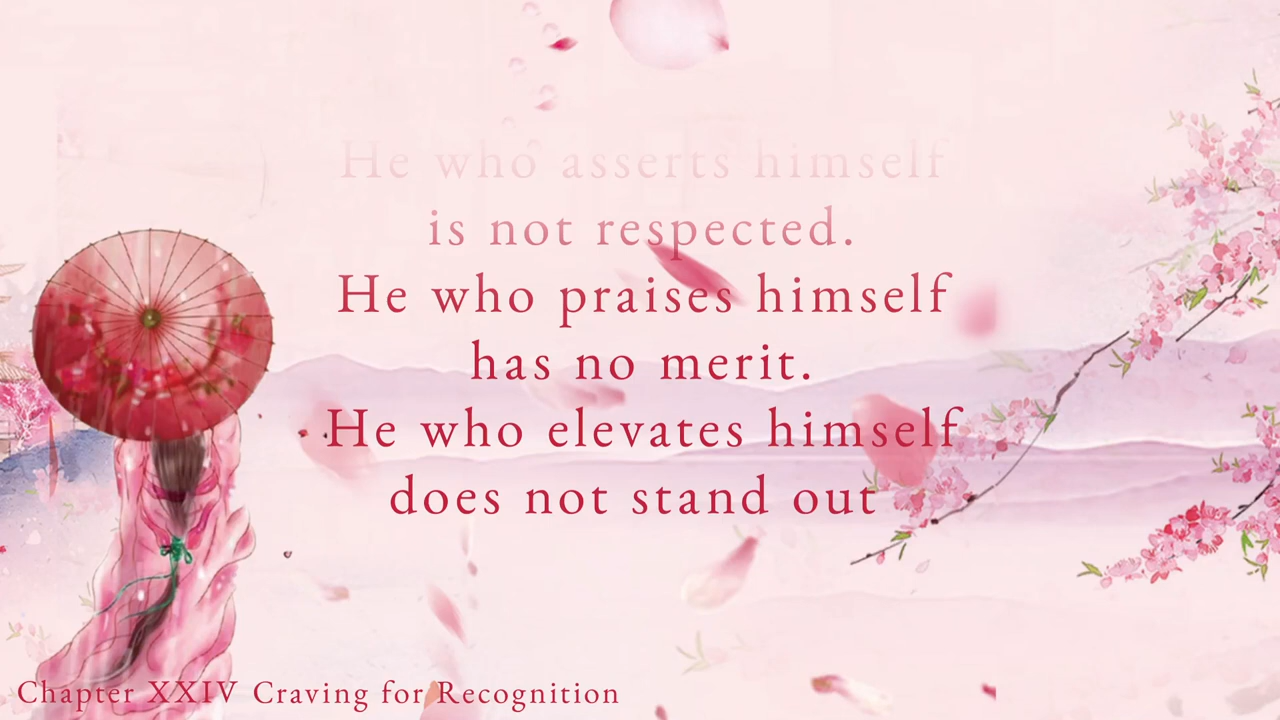 He who asserts himself
is not respected.
He who praises himself
has no merit.
He who elevates himself
does not stand out
Chapter XXIV Craving for Recognition